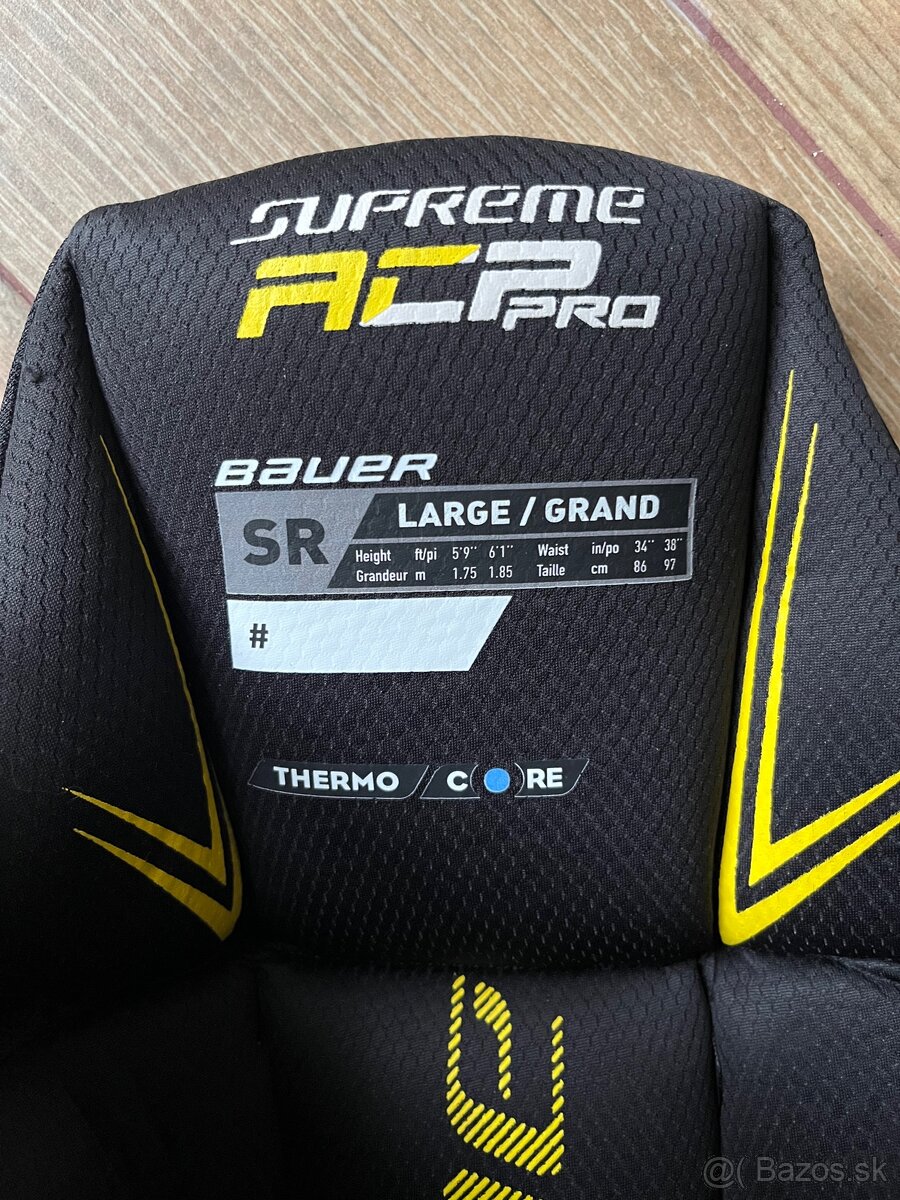 SUPREME
ACP PRO
BAUER
SR
LARGE / GRAND
Height ft/pi 5'9'' 6'1'' Waist in/po 34'' 38''
Grandeur m 1.75 1.85 Taille cm 86 97
#
THERMO CORE
@( Bazos.sk